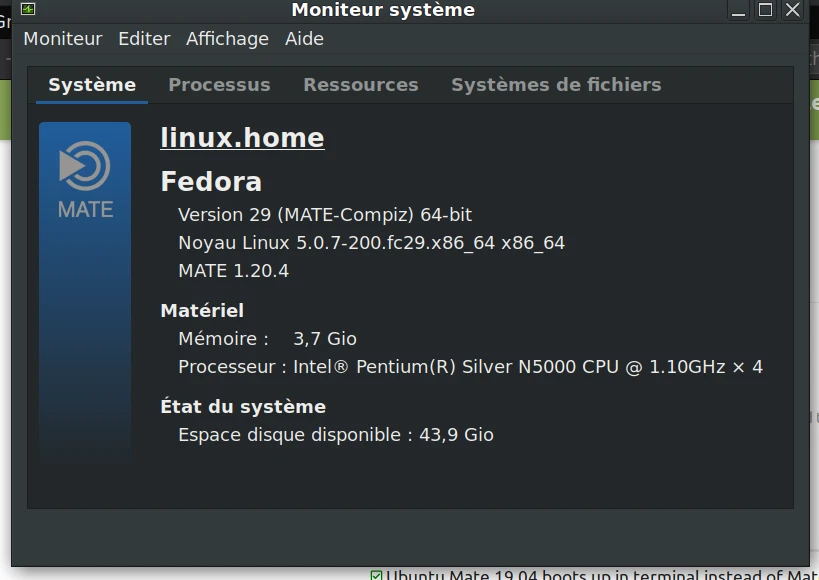 Moniteur système
Moniteur Editer Affichage Aide
Système Processus Ressources Systèmes de fichiers
MATE
linux.home
Fedora
Version 29 (MATE-Compiz) 64-bit
Noyau Linux 5.0.7-200.fc29.x86_64 x86_64
MATE 1.20.4
Matériel
Mémoire : 3,7 Gio
Processeur : Intel® Pentium(R) Silver N5000 CPU @ 1.10GHz × 4
État du système
Espace disque disponible : 43,9 Gio
Ubuntu Mate 19.04 boots up in terminal instead of Mat